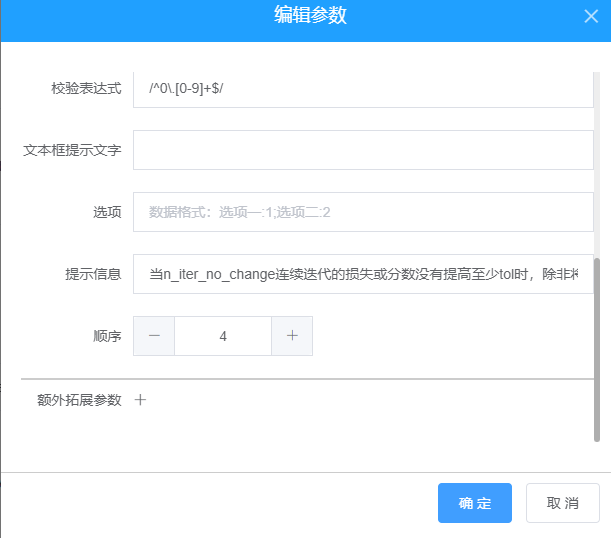 编辑参数
校验表达式
/^0\.[0-9]+$/
文本框提示文字
选项
数据格式：选项一:1;选项二:2
提示信息
当n_iter_no_change连续迭代的损失或分数没有提高至少tol时，除非将
顺序
4
额外拓展参数
确 定
取 消